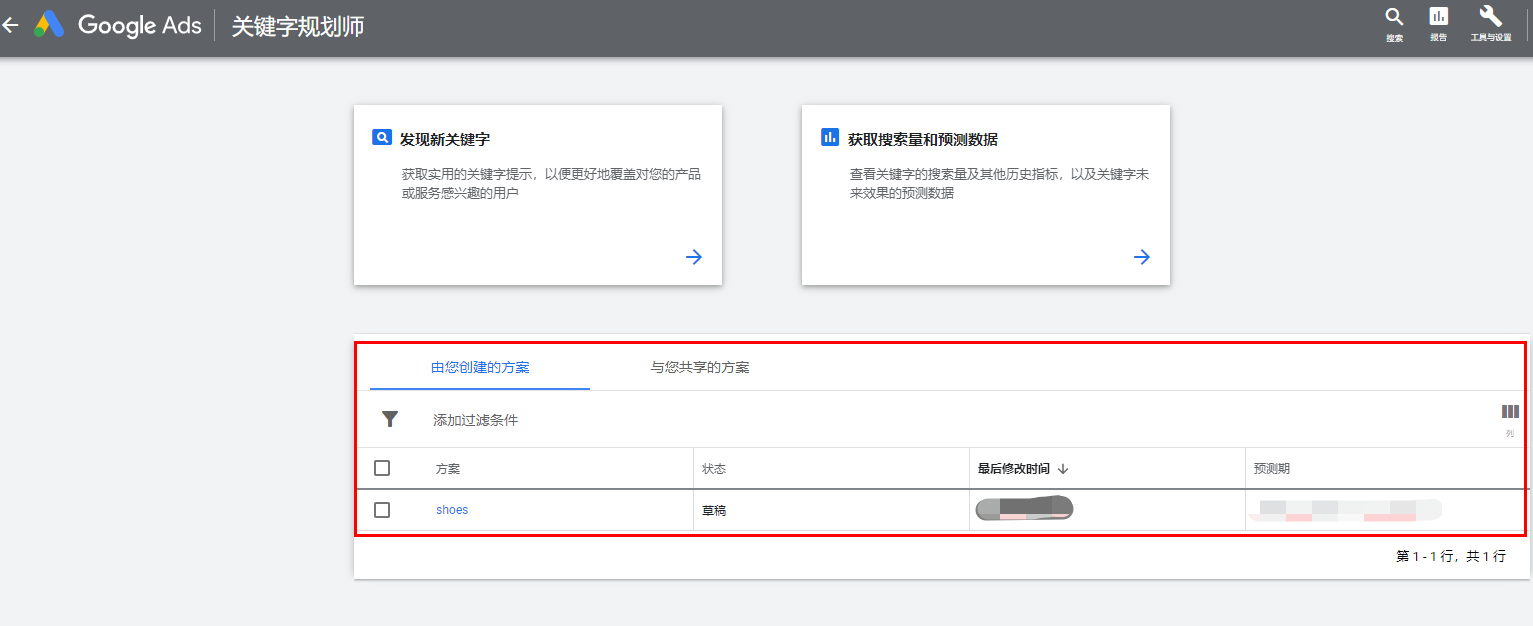 Google Ads
关键字规划师
搜索
报告
工具与设置
发现新关键字
获取实用的关键字提示，以便更好地覆盖对您的产品
或服务感兴趣的用户
获取搜索量和预测数据
查看关键字的搜索量及其他历史指标，以及关键字未
来效果的预测数据
由您创建的方案
与您共享的方案
添加过滤条件
列
方案
状态
最后修改时间
预测期
shoes
草稿
第 1 - 1 行，共 1 行